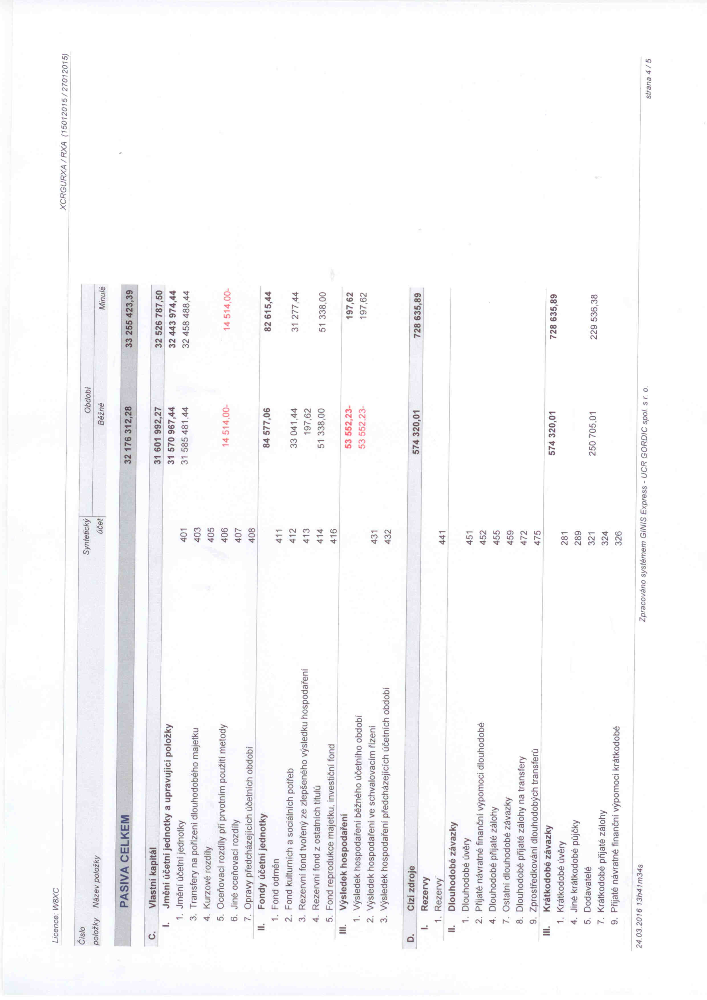 Licence: W8XC
XCRGURXA / RXA (15012015 / 27012015)
Číslo Syntetický Období
položky Název položky účet Běžné Minulé
PASIVA CELKEM 32 176 312,28 33 255 423,39
C. Vlastní kapitál 31 601 992,27 32 526 787,50
I. Jmění účetní jednotky a upravující položky 31 570 967,44 32 443 974,44
1. Jmění účetní jednotky 401 31 585 481,44 32 458 488,44
3. Transfery na pořízení dlouhodobého majetku 403
4. Kurzové rozdíly 405
5. Oceňovací rozdíly při prvotním použití metody 406 14 514,00- 14 514,00-
6. Jiné oceňovací rozdíly 407
7. Opravy předcházejících účetních období 408
II. Fondy účetní jednotky 84 577,06 82 615,44
1. Fond odměn 411
2. Fond kulturních a sociálních potřeb 412 33 041,44 31 277,44
3. Rezervní fond tvořený ze zlepšeného výsledku hospodaření 413 197,62
4. Rezervní fond z ostatních titulů 414 51 338,00 51 338,00
5. Fond reprodukce majetku, investiční fond 416
III. Výsledek hospodaření 53 552,23- 197,62
1. Výsledek hospodaření běžného účetního období 53 552,23- 197,62
2. Výsledek hospodaření ve schvalovacím řízení 431
3. Výsledek hospodaření předcházejících účetních období 432
D. Cizí zdroje 574 320,01 728 635,89
I. Rezervy
1. Rezervy 441
II. Dlouhodobé závazky
1. Dlouhodobé úvěry 451
2. Přijaté návratné finanční výpomoci dlouhodobé 452
4. Dlouhodobé přijaté zálohy 455
7. Ostatní dlouhodobé závazky 459
8. Dlouhodobé přijaté zálohy na transfery 472
9. Zprostředkování dlouhodobých transferů 475
III. Krátkodobé závazky 574 320,01 728 635,89
1. Krátkodobé úvěry 281
4. Jiné krátkodobé půjčky 289
5. Dodavatelé 321 250 705,01 229 536,38
7. Krátkodobé přijaté zálohy 324
9. Přijaté návratné finanční výpomoci krátkodobé 326
24.03.2016 13h41m34s Zpracováno systémem GINIS Express - UCR GORDIC spol. s r. o. strana 4 / 5